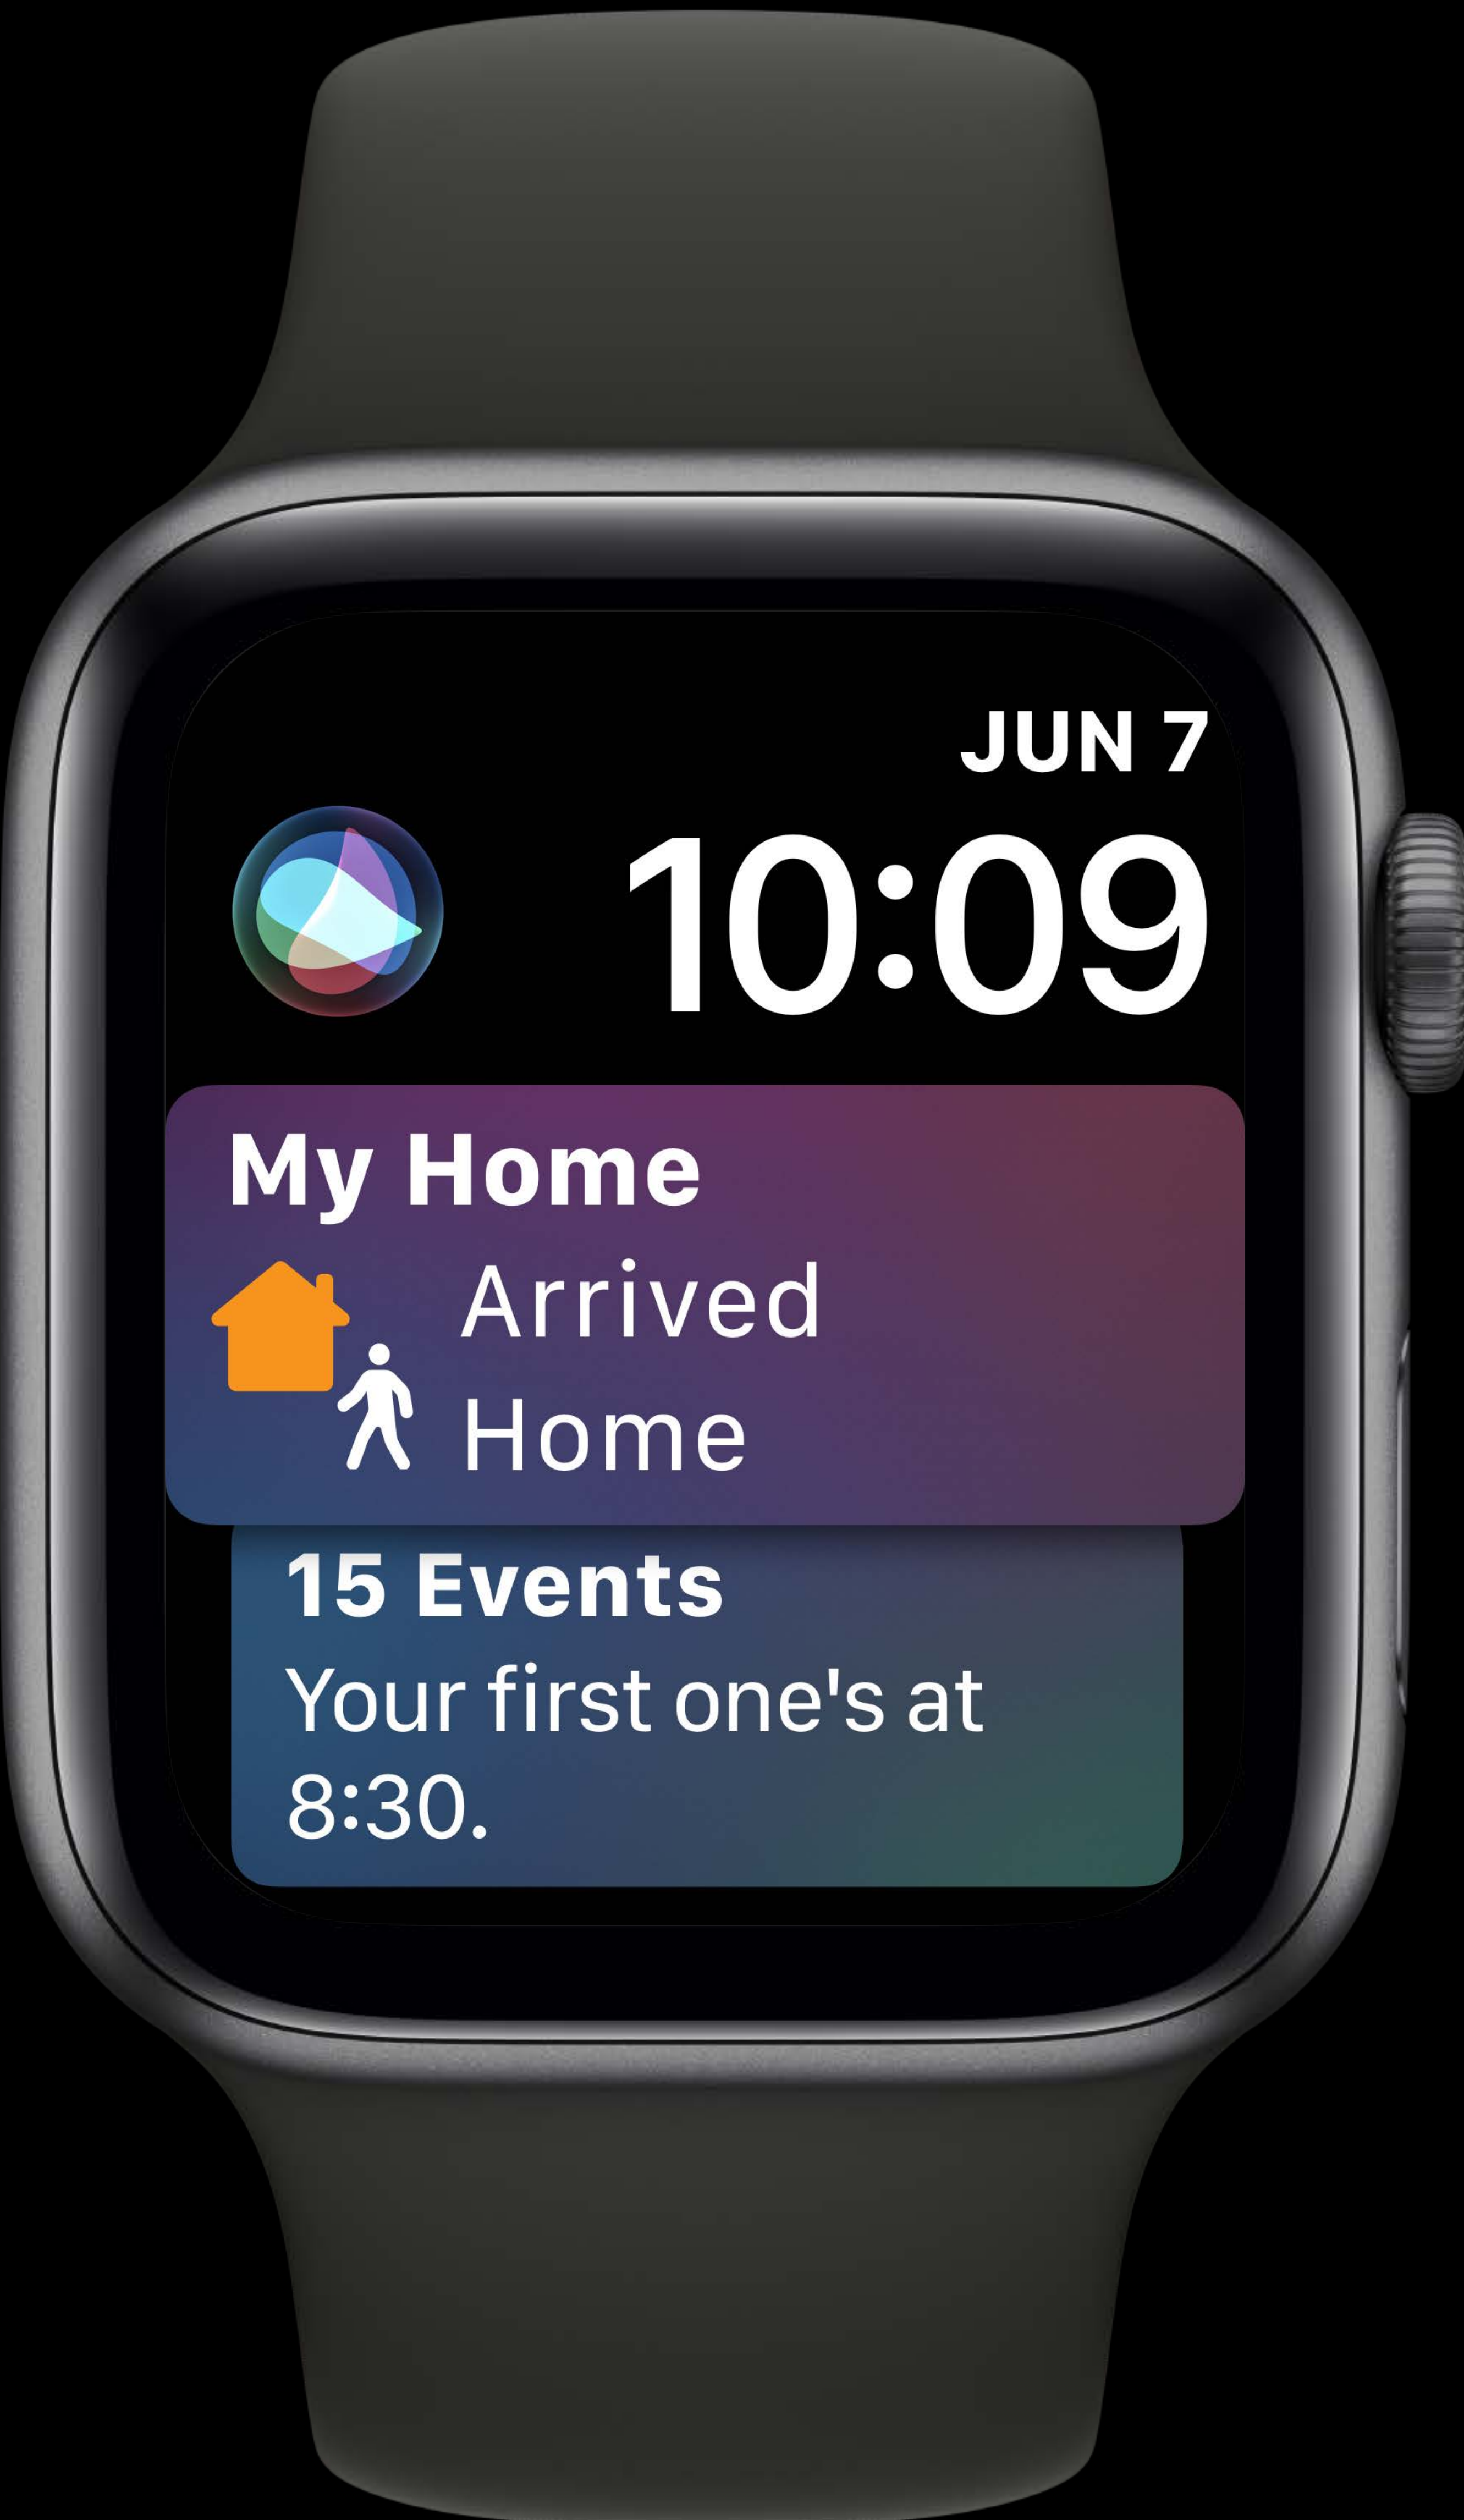 JUN 7
10:09
My Home
Arrived
Home
15 Events
Your first one's at
8:30.